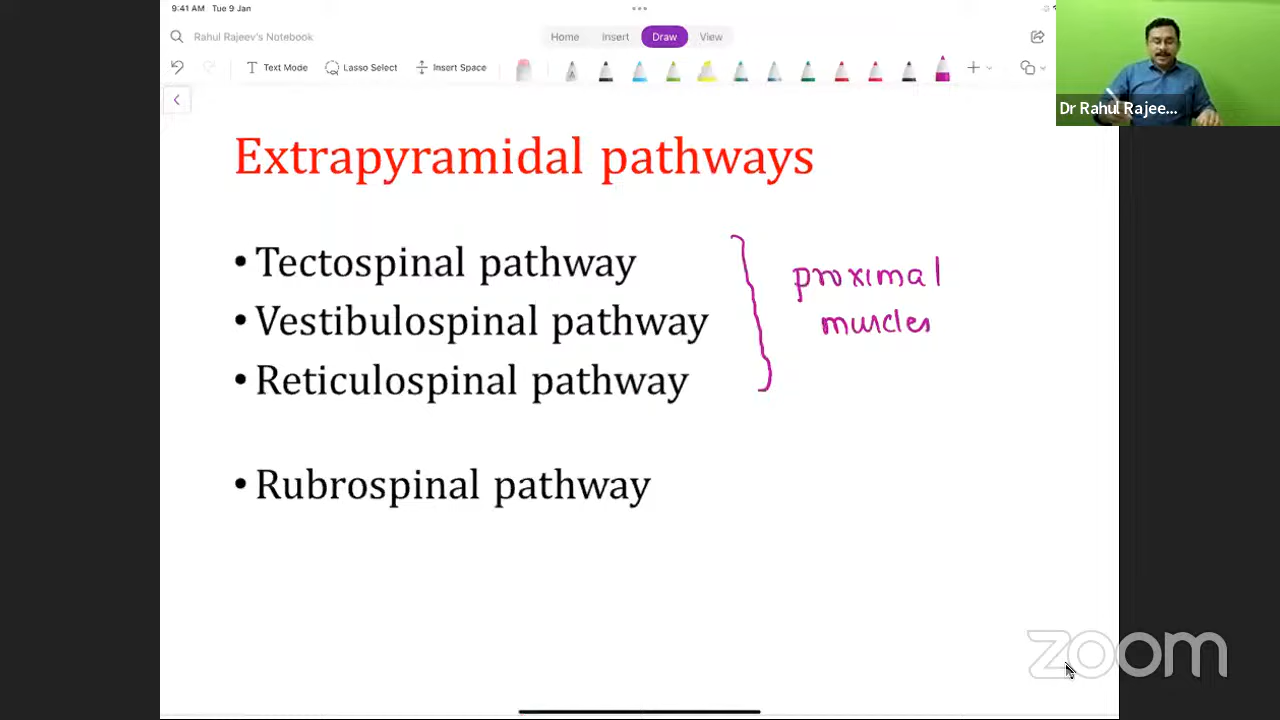 9:41 AM Tue 9 Jan
Rahul Rajeev's Notebook
Home Insert Draw View
Text Mode Lasso Select Insert Space
Dr Rahul Rajee...
Extrapyramidal pathways
• Tectospinal pathway
• Vestibulospinal pathway
• Reticulospinal pathway
proximal
muscles
• Rubrospinal pathway
zoom